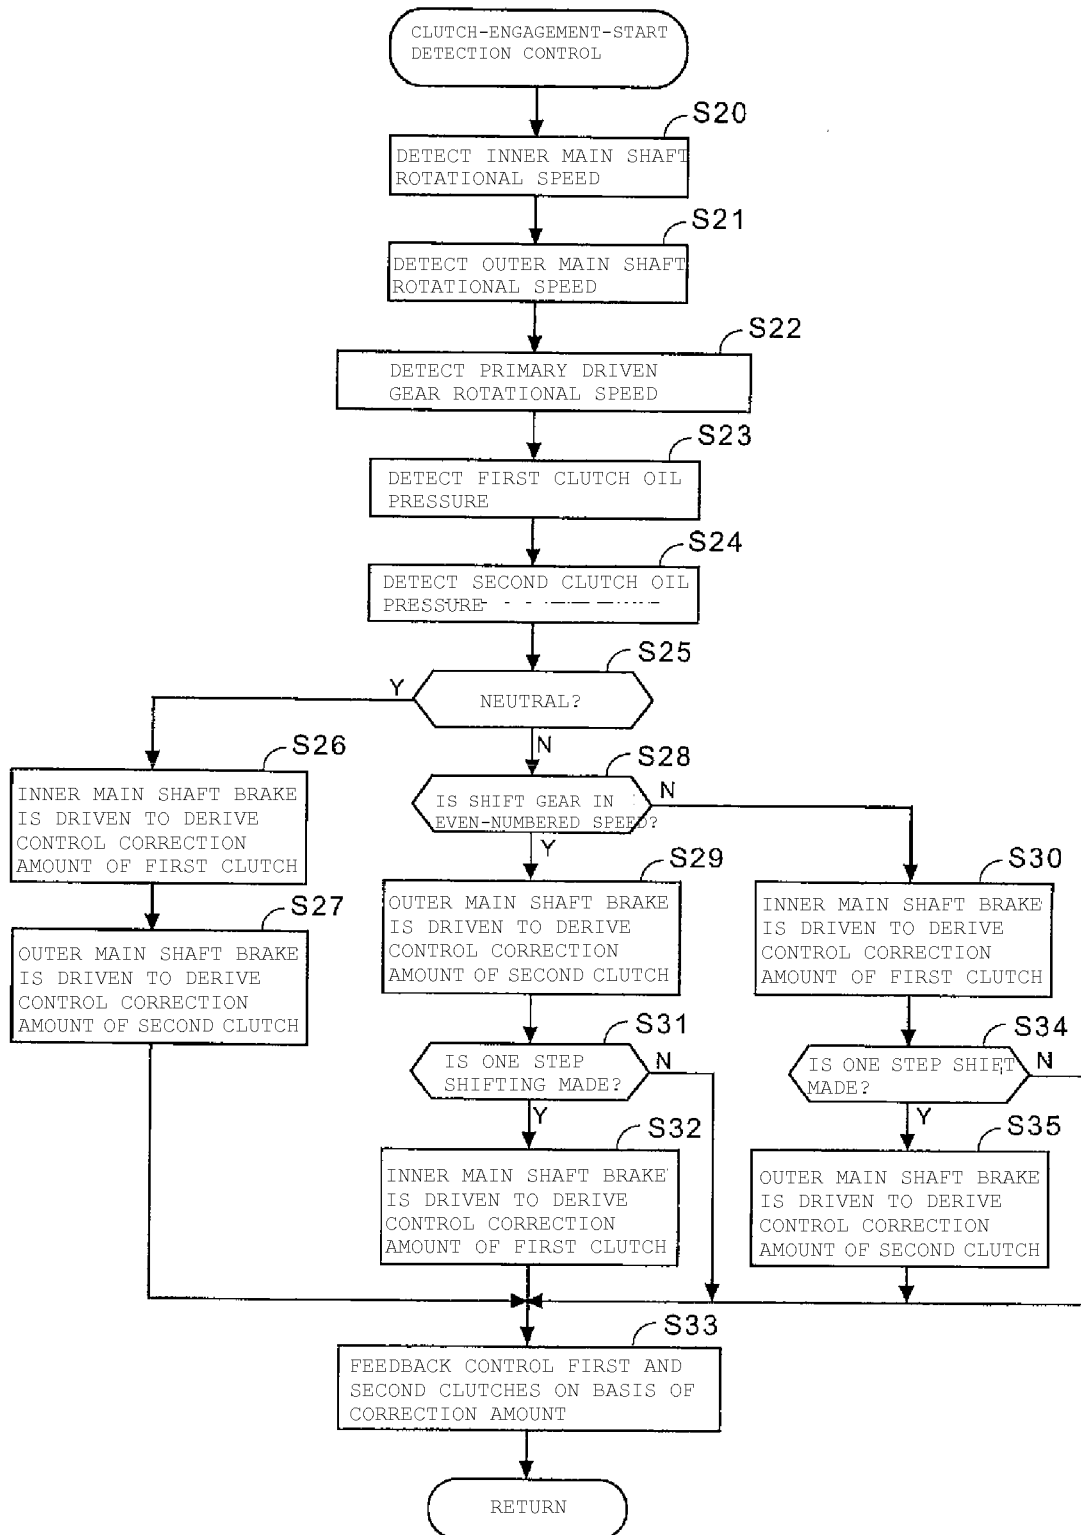 CLUTCH-ENGAGEMENT-START
DETECTION CONTROL
S20
DETECT INNER MAIN SHAFT
ROTATIONAL SPEED
S21
DETECT OUTER MAIN SHAFT
ROTATIONAL SPEED
S22
DETECT PRIMARY DRIVEN
GEAR ROTATIONAL SPEED
S23
DETECT FIRST CLUTCH OIL
PRESSURE
S24
DETECT SECOND CLUTCH OIL
PRESSURE
S25
Y
NEUTRAL?
N
S26
INNER MAIN SHAFT BRAKE
IS DRIVEN TO DERIVE
CONTROL CORRECTION
AMOUNT OF FIRST CLUTCH
S27
OUTER MAIN SHAFT BRAKE
IS DRIVEN TO DERIVE
CONTROL CORRECTION
AMOUNT OF SECOND CLUTCH
S28
N
IS SHIFT GEAR IN
EVEN-NUMBERED SPEED?
Y
S29
OUTER MAIN SHAFT BRAKE
IS DRIVEN TO DERIVE
CONTROL CORRECTION
AMOUNT OF SECOND CLUTCH
S30
INNER MAIN SHAFT BRAKE
IS DRIVEN TO DERIVE
CONTROL CORRECTION
AMOUNT OF FIRST CLUTCH
S31
IS ONE STEP
SHIFTING MADE?
N
Y
S32
INNER MAIN SHAFT BRAKE
IS DRIVEN TO DERIVE
CONTROL CORRECTION
AMOUNT OF FIRST CLUTCH
S34
IS ONE STEP SHIFT
MADE?
N
Y
S35
OUTER MAIN SHAFT BRAKE
IS DRIVEN TO DERIVE
CONTROL CORRECTION
AMOUNT OF SECOND CLUTCH
S33
FEEDBACK CONTROL FIRST AND
SECOND CLUTCHES ON BASIS OF
CORRECTION AMOUNT
RETURN